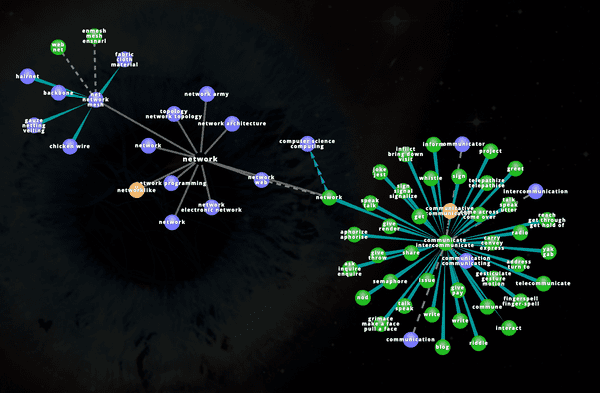 web
net
enmesh
mesh
ensnarl
fabric
cloth
material
hairnet
backbone
net
network
mesh
gauze
netting
veiling
chicken wire
network army
topology
network topology
network architecture
network
network
network programming
networklike
network
web
network
electronic network
network
computer science
computing
network
inform
communicator
project
inflict
bring down
visit
joke
jest
whistle
sign
telepathize
telepathise
greet
sign
signal
signalize
intercommunication
speak
talk
get
communicative
come across
come over
talk
speak
reach
get through
get hold of
give
render
radio
aphorize
aphorise
communicate
intercommunicate
carry
convey
express
yak
gab
give
throw
share
communication
communicating
address
turn to
ask
inquire
enquire
semaphore
issue
gesticulate
gesture
motion
telecommunicate
nod
talk
speak
give
pay
commune
fingerspell
finger-spell
grimace
make a face
pull a face
write
write
interact
communication
blog
riddle